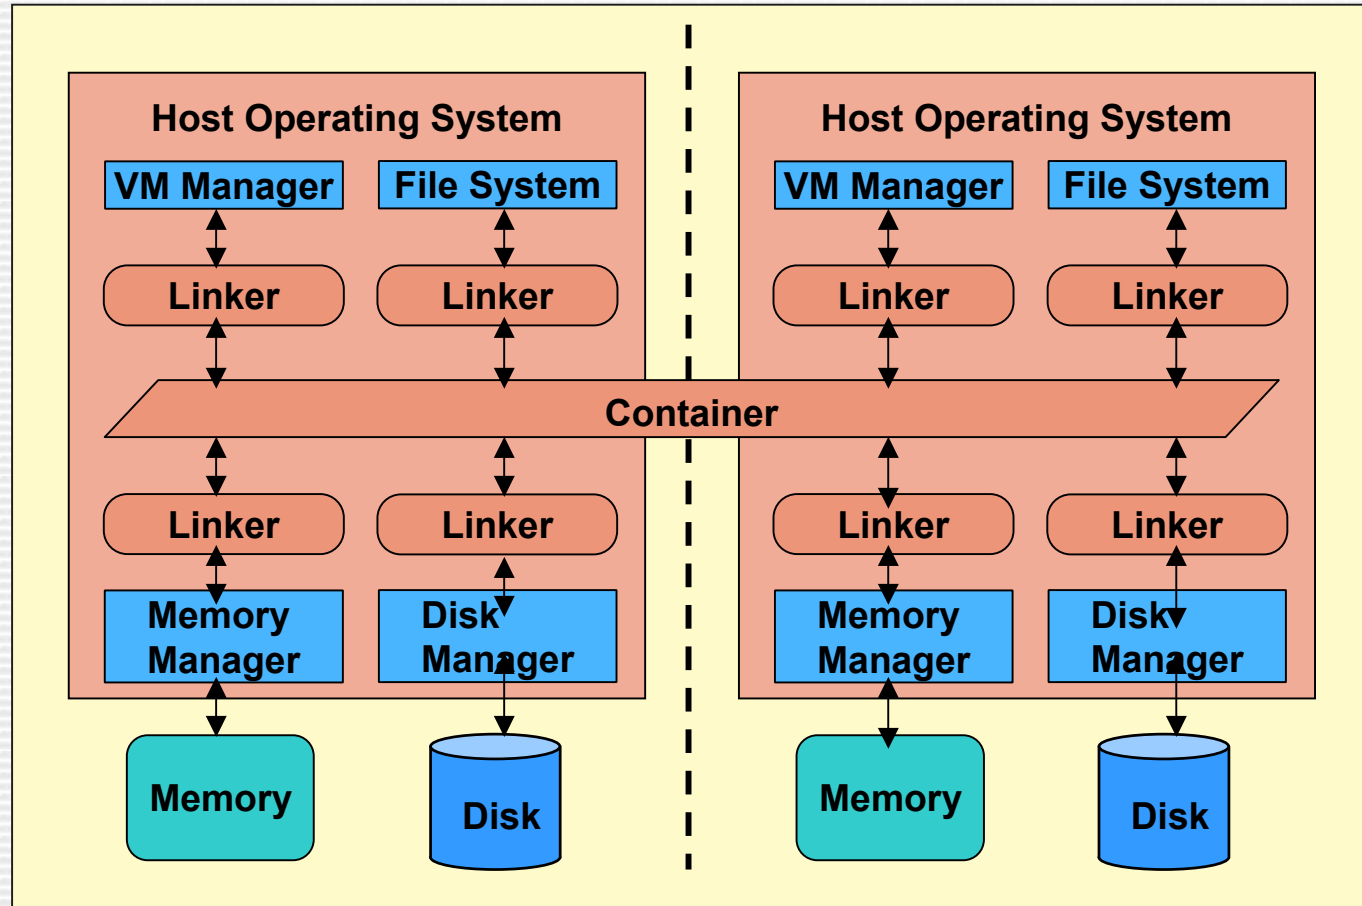 Host Operating System
VM Manager
File System
Linker
Linker
Host Operating System
VM Manager
File System
Linker
Linker
Container
Linker
Linker
Memory
Manager
Disk
Manager
Memory
Disk
Linker
Linker
Memory
Manager
Disk
Manager
Memory
Disk